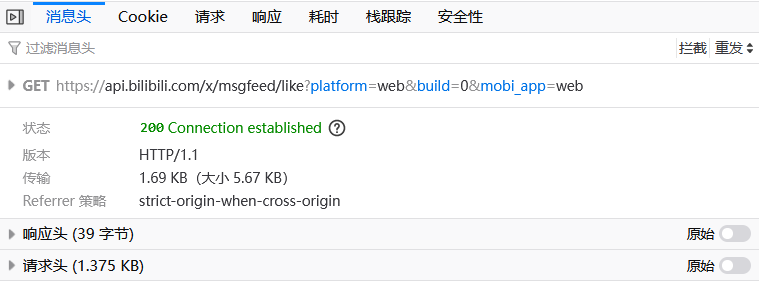 消息头 Cookie 请求 响应 耗时 栈跟踪 安全性
过滤消息头 拦截 重发
GET https://api.bilibili.com/x/msgfeed/like?platform=web&build=0&mobi_app=web
状态 200 Connection established ?
版本 HTTP/1.1
传输 1.69 KB（大小 5.67 KB）
Referrer 策略 strict-origin-when-cross-origin
响应头 (39 字节) 原始
请求头 (1.375 KB) 原始